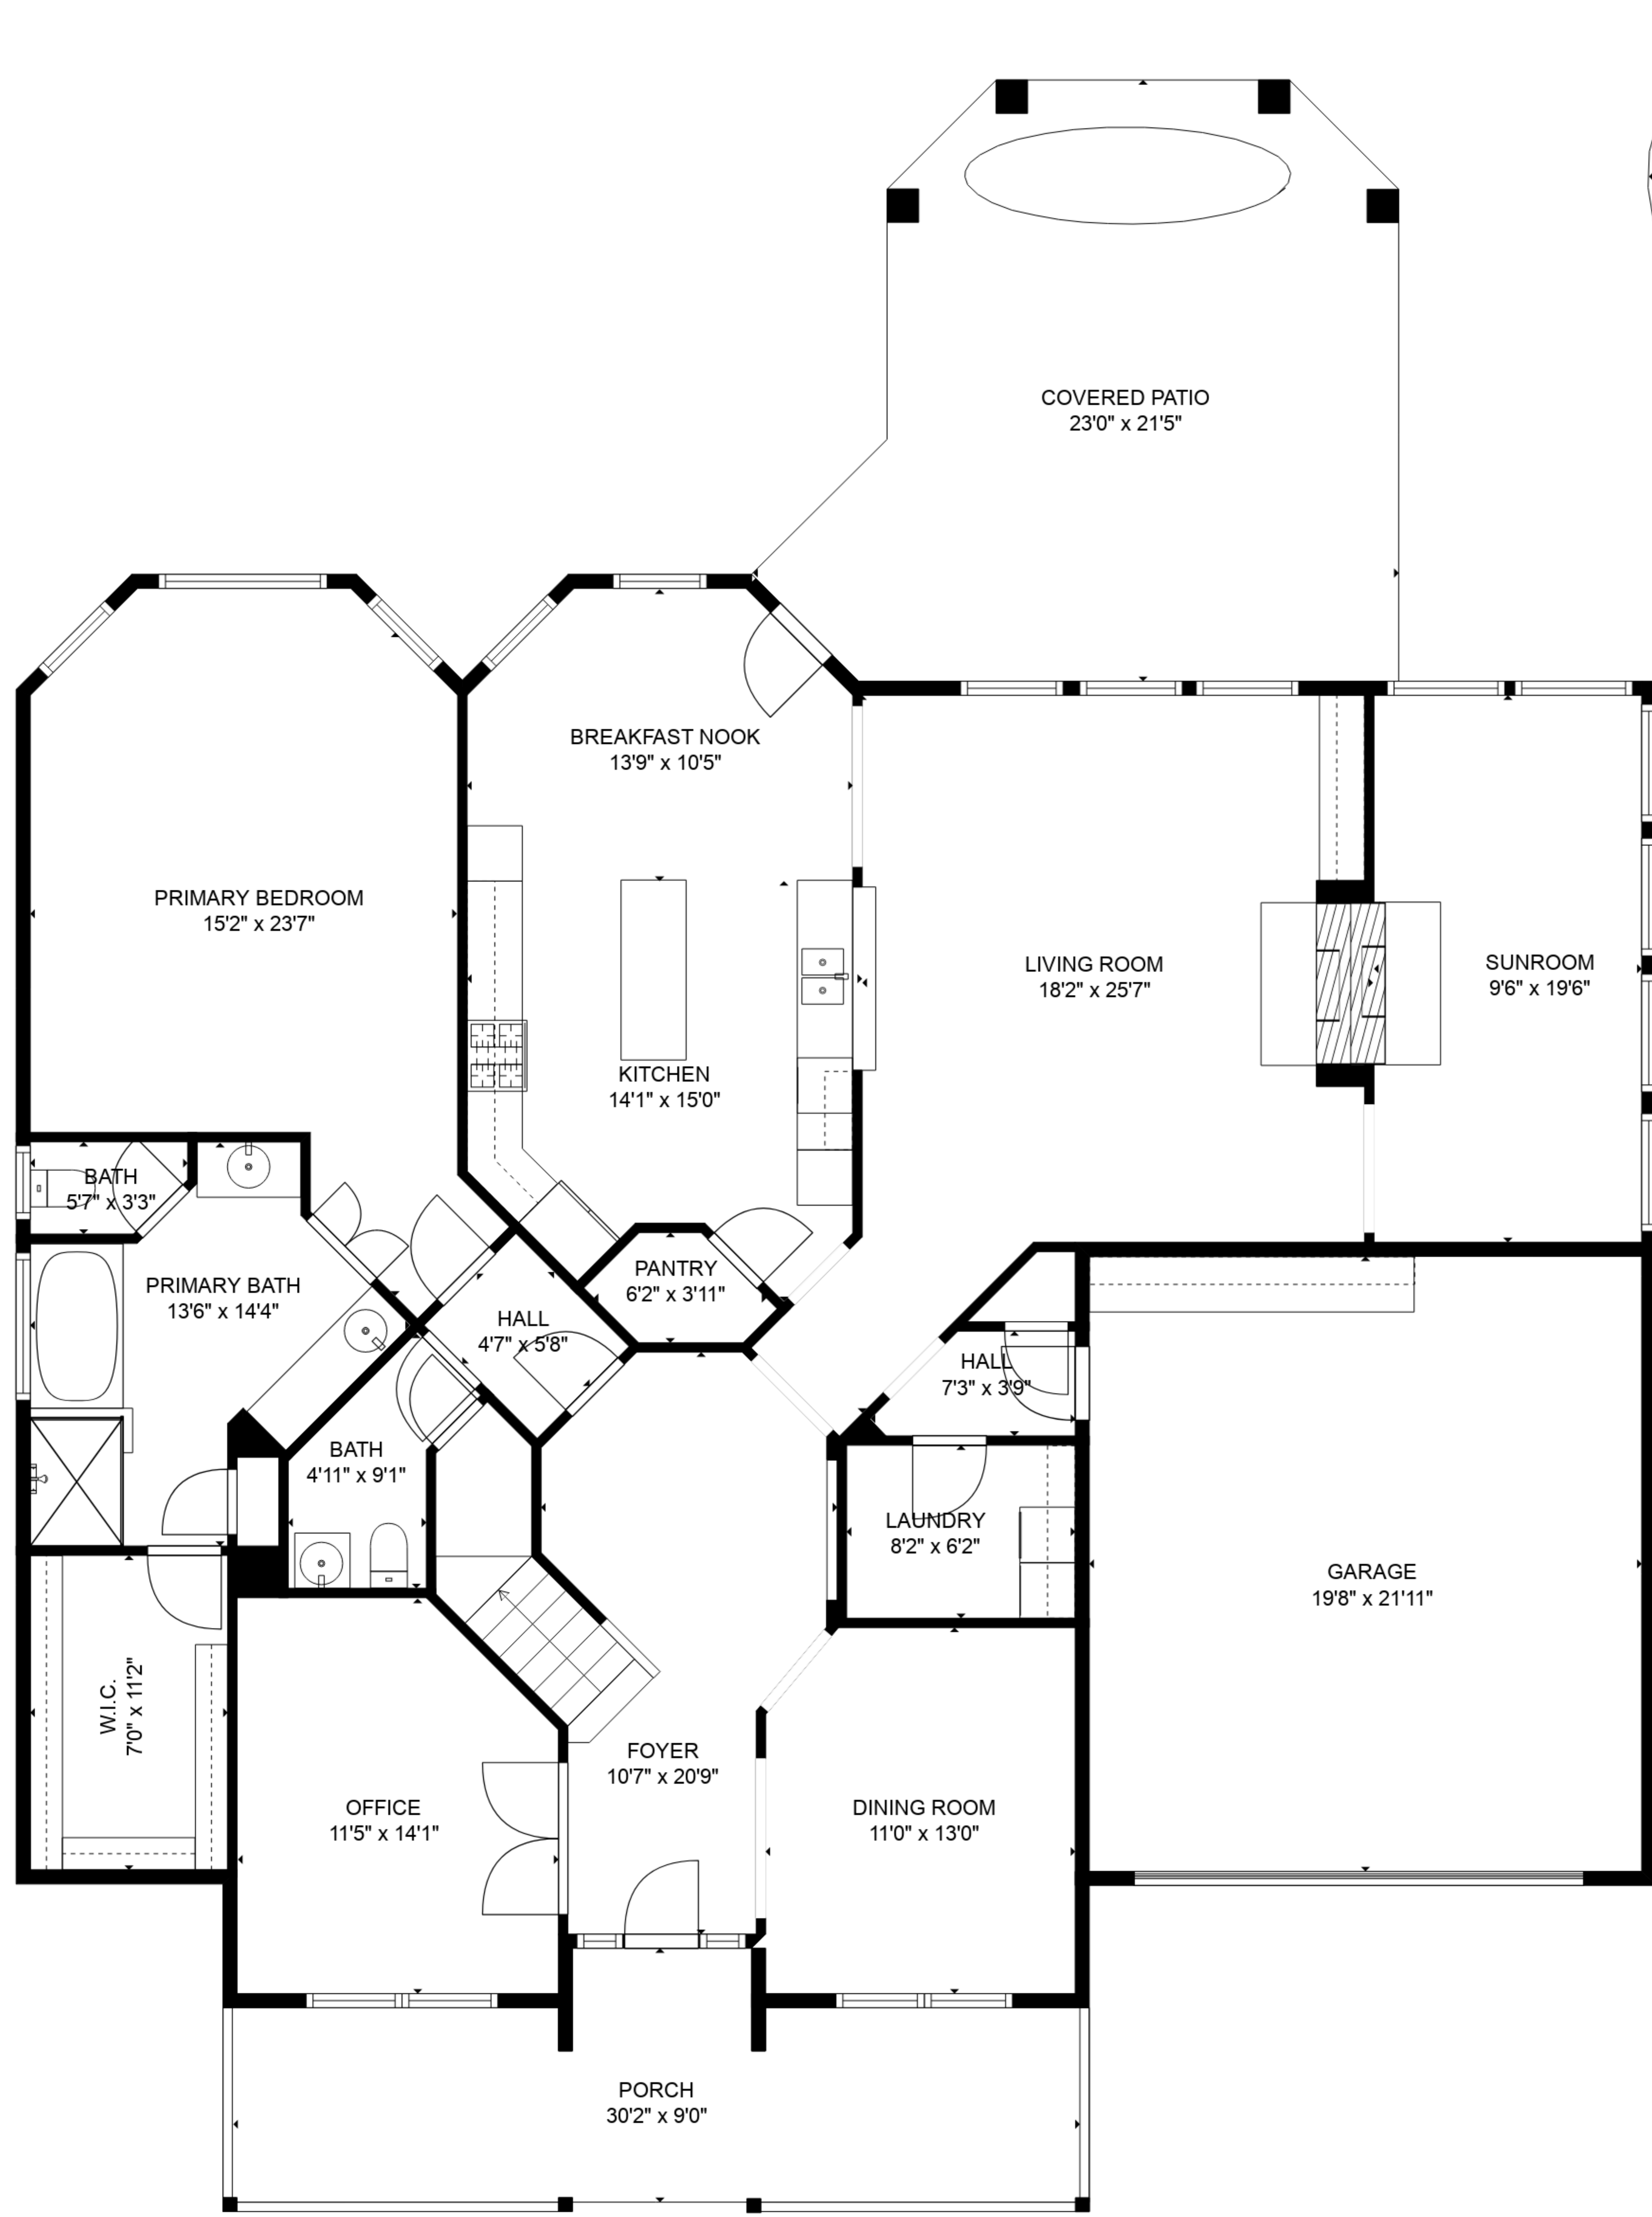 COVERED PATIO
23'0" x 21'5"
BREAKFAST NOOK
13'9" x 10'5"
PRIMARY BEDROOM
15'2" x 23'7"
LIVING ROOM
18'2" x 25'7"
SUNROOM
9'6" x 19'6"
KITCHEN
14'1" x 15'0"
BATH
5'7" x 3'3"
PRIMARY BATH
13'6" x 14'4"
PANTRY
6'2" x 3'11"
HALL
4'7" x 5'8"
HALL
7'3" x 3'9"
BATH
4'11" x 9'1"
LAUNDRY
8'2" x 6'2"
GARAGE
19'8" x 21'11"
W.I.C.
7'0" x 11'2"
FOYER
10'7" x 20'9"
OFFICE
11'5" x 14'1"
DINING ROOM
11'0" x 13'0"
PORCH
30'2" x 9'0"